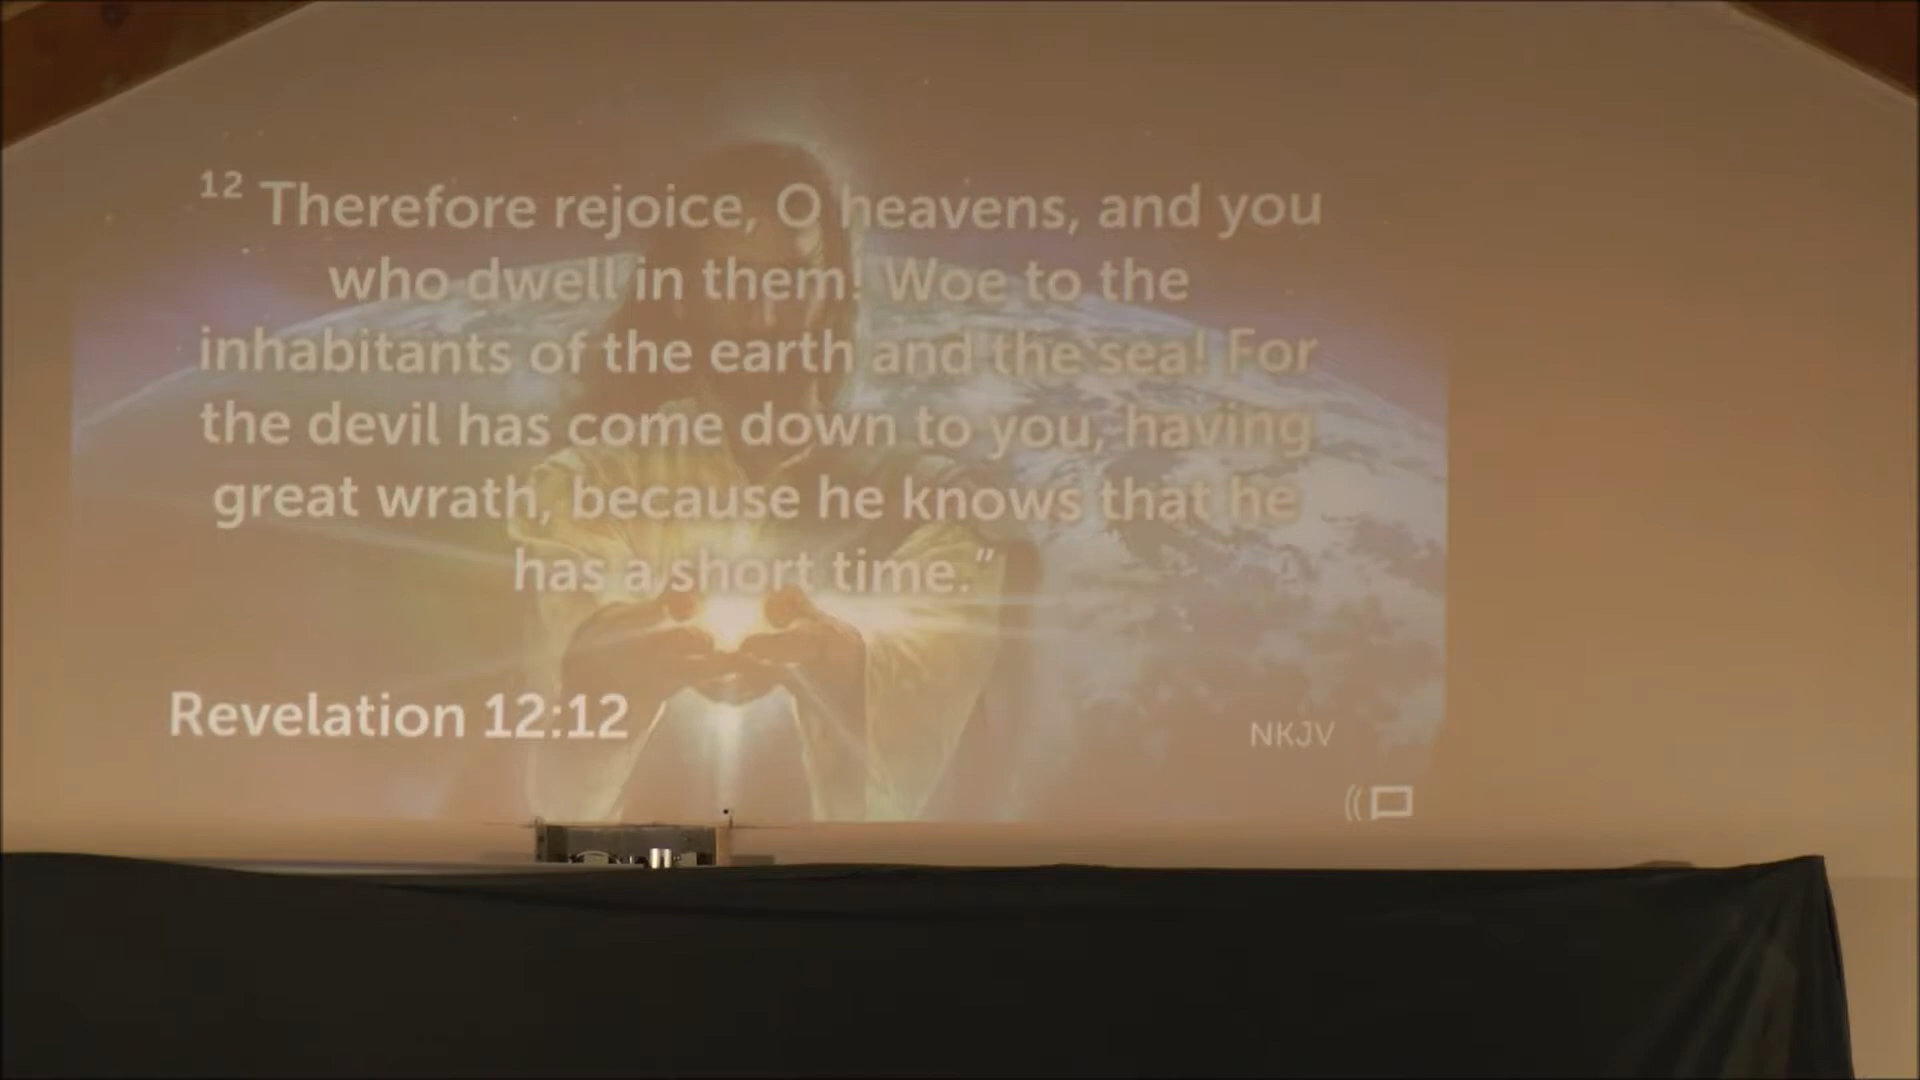 12 Therefore rejoice, O heavens, and you
who dwell in them! Woe to the
inhabitants of the earth and the sea! For
the devil has come down to you, having
great wrath, because he knows that he
has a short time.”
Revelation 12:12
NKJV